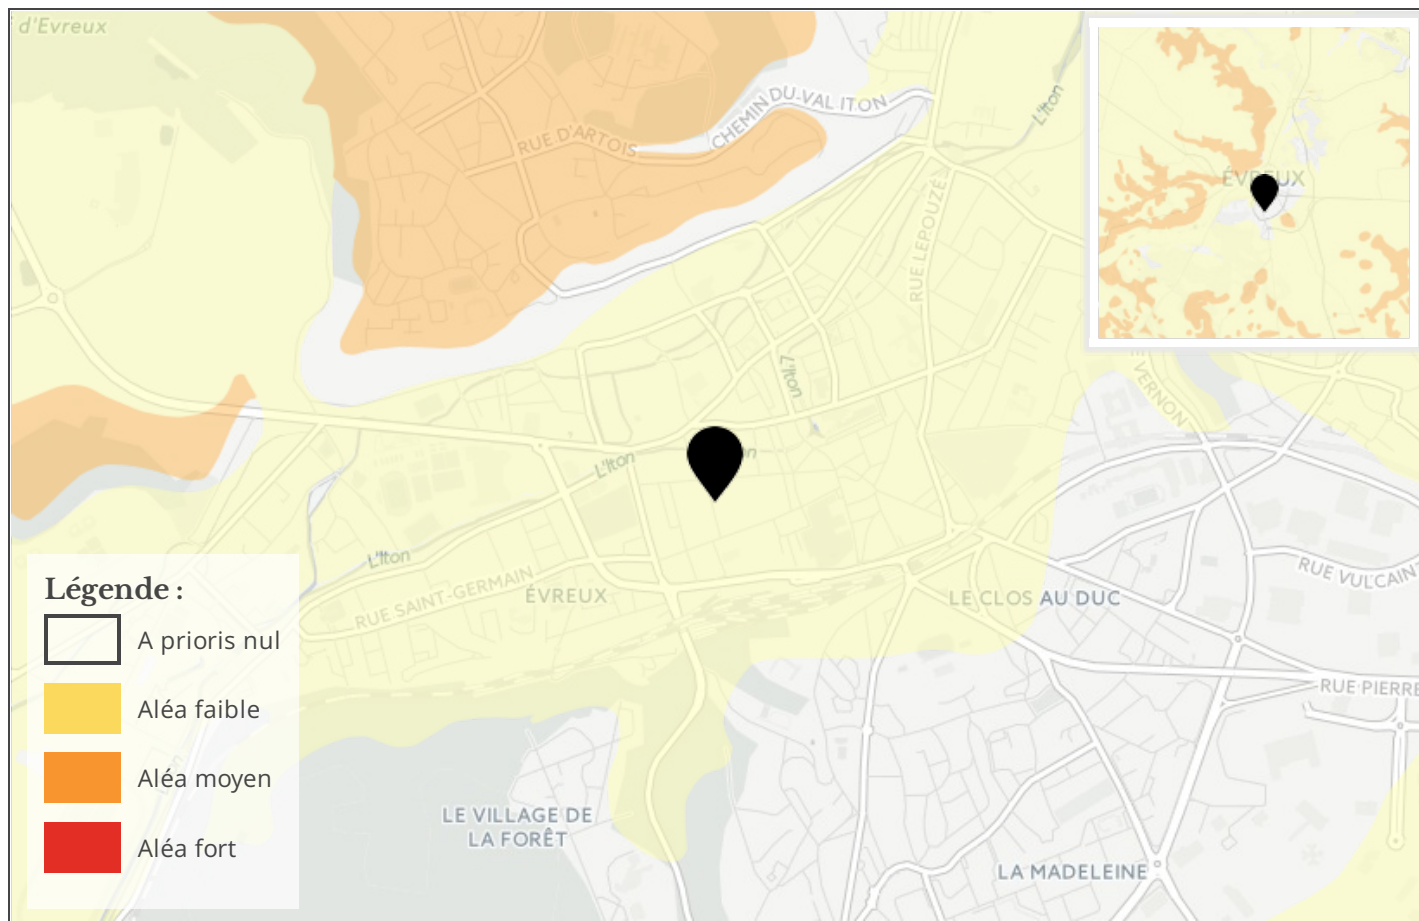 d'Evreux
CHEMIN DU-VAL ITON
RUE D'ARTOIS
L'Iton
ÉVREUX
RUE LEPOUZÉ
L'Iton
VERNON
L'Iton
L'Iton
RUE SAINT-GERMAIN
ÉVREUX
LE CLOS AU DUC
RUE VULCAIN
RUE PIERRE
LE VILLAGE DE
LA FORÊT
LA MADELEINE
Légende :
A prioris nul
Aléa faible
Aléa moyen
Aléa fort